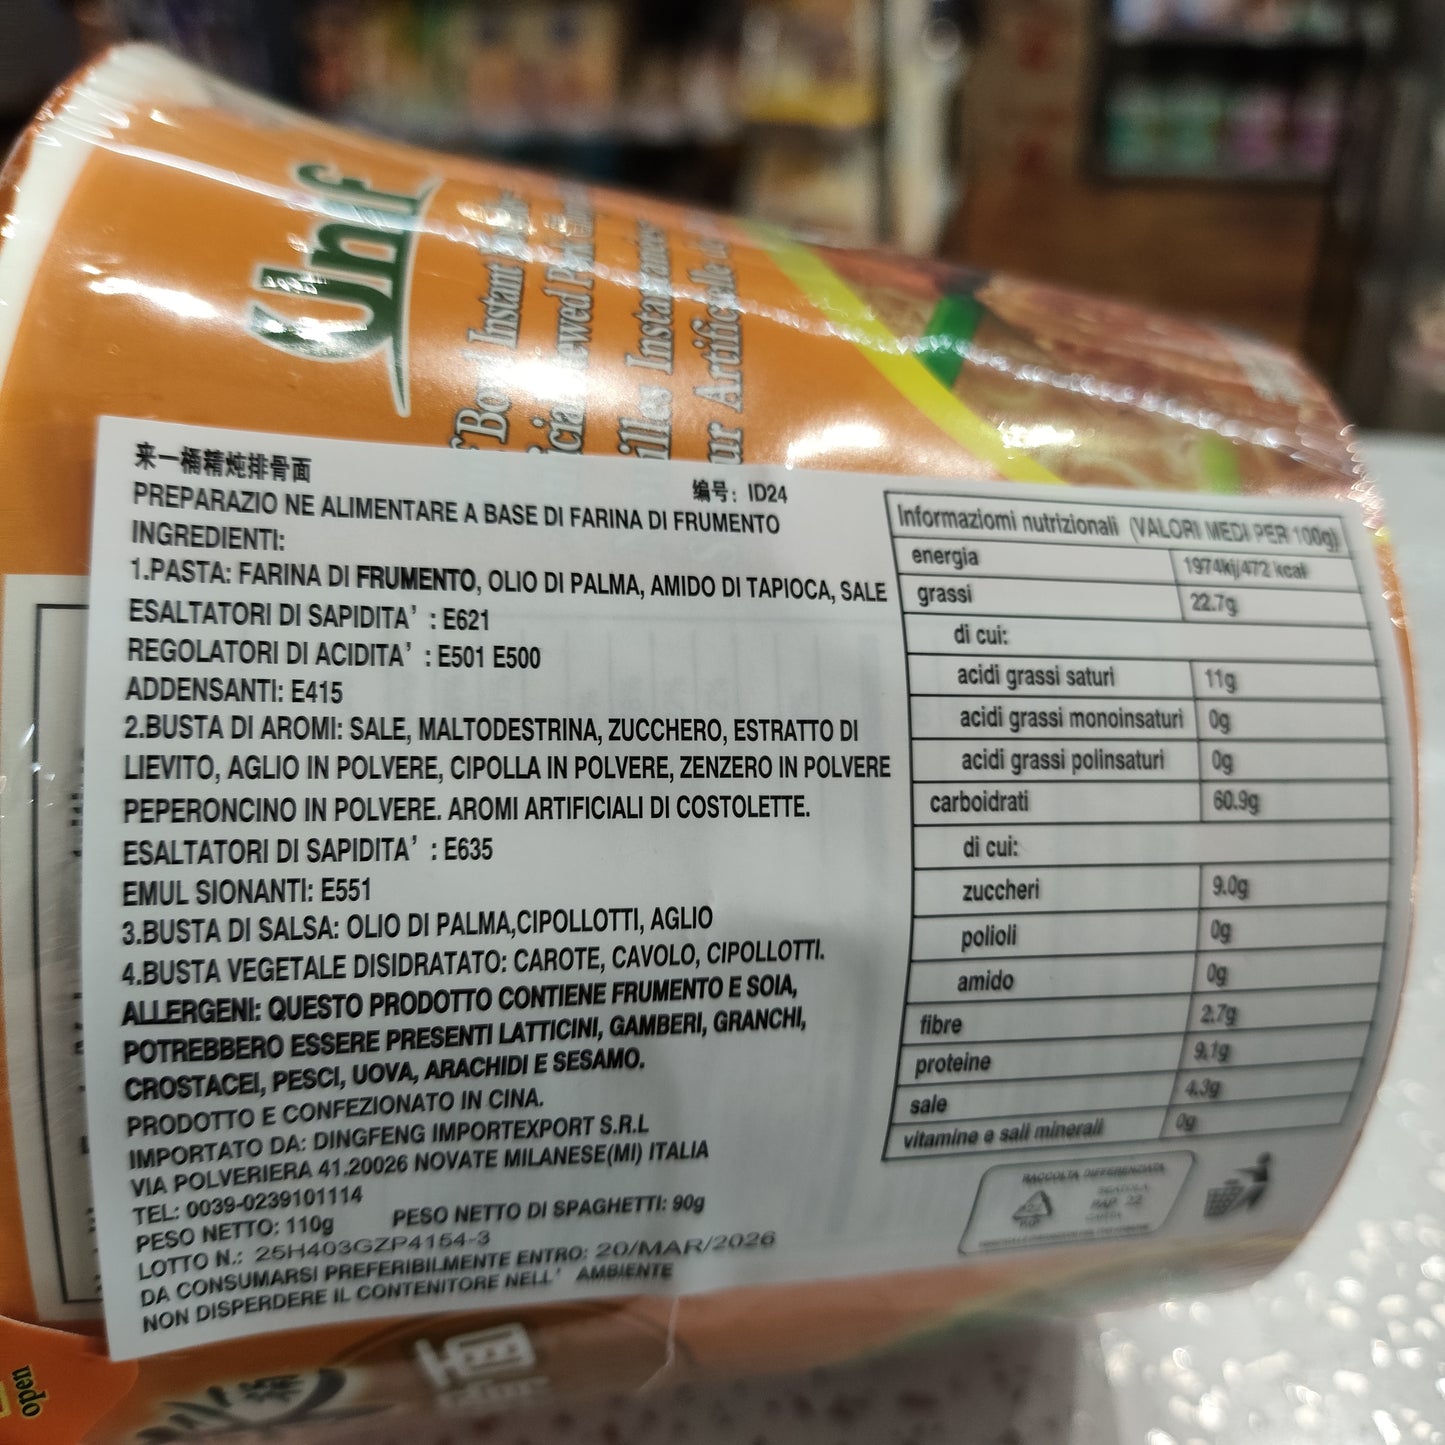 Unif
Bowl Instant
来一桶精炖排骨面
编号：ID24
PREPARAZIO NE ALIMENTARE A BASE DI FARINA DI FRUMENTO
INGREDIENTI:
1.PASTA: FARINA DI FRUMENTO, OLIO DI PALMA, AMIDO DI TAPIOCA, SALE
ESALTATORI DI SAPIDITA’ : E621
REGOLATORI DI ACIDITA’ : E501 E500
ADDENSANTI: E415
2.BUSTA DI AROMI: SALE, MALTODESTRINA, ZUCCHERO, ESTRATTO DI
LIEVITO, AGLIO IN POLVERE, CIPOLLA IN POLVERE, ZENZERO IN POLVERE
PEPERONCINO IN POLVERE. AROMI ARTIFICIALI DI COSTOLETTE.
ESALTATORI DI SAPIDITA’ : E635
EMUL SIONANTI: E551
3.BUSTA DI SALSA: OLIO DI PALMA,CIPOLLOTTI, AGLIO
4.BUSTA VEGETALE DISIDRATATO: CAROTE, CAVOLO, CIPOLLOTTI.
ALLERGENI: QUESTO PRODOTTO CONTIENE FRUMENTO E SOIA,
POTREBBERO ESSERE PRESENTI LATTICINI, GAMBERI, GRANCHI,
CROSTACEI, PESCI, UOVA, ARACHIDI E SESAMO.
PRODOTTO E CONFEZIONATO IN CINA.
IMPORTATO DA: DINGFENG IMPORTEXPORT S.R.L
VIA POLVERIERA 41,20026 NOVATE MILANESE(MI) ITALIA
TEL: 0039-0239101114
PESO NETTO: 110g PESO NETTO DI SPAGHETTI: 90g
LOTTO N.: 25H403GZP4154-3
DA CONSUMARSI PREFERIBILMENTE ENTRO: 20/MAR/2026
NON DISPERDERE IL CONTENITORE NELL’ AMBIENTE
Informaziomi nutrizionali (VALORI MEDI PER 100g)
energia 1974kj/472 kcal
grassi 22.7g
di cui:
acidi grassi saturi 11g
acidi grassi monoinsaturi 0g
acidi grassi polinsaturi 0g
carboidrati 60.9g
di cui:
zuccheri 9.0g
polioli 0g
amido 0g
fibre 2.7g
proteine 9.1g
sale 4.3g
vitamine e sali minerali 0g
RACCOLTA DIFFERENZIATA
open